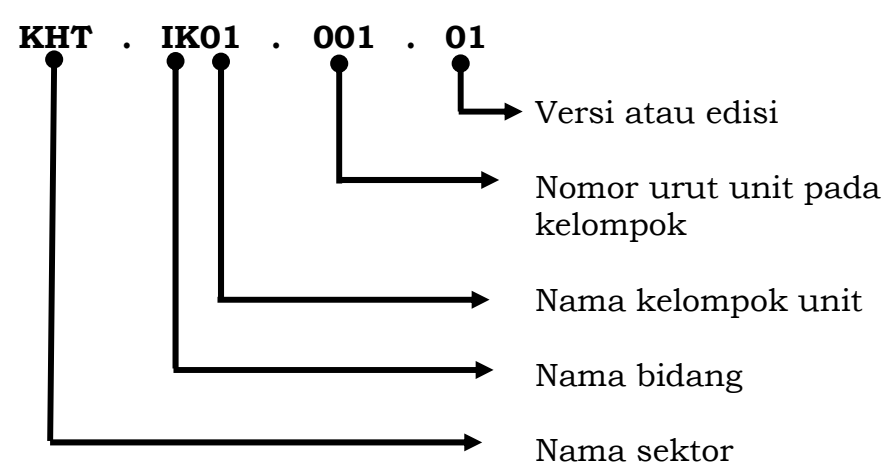 KHT . IK01 . 001 . 01
Versi atau edisi
Nomor urut unit pada
kelompok
Nama kelompok unit
Nama bidang
Nama sektor